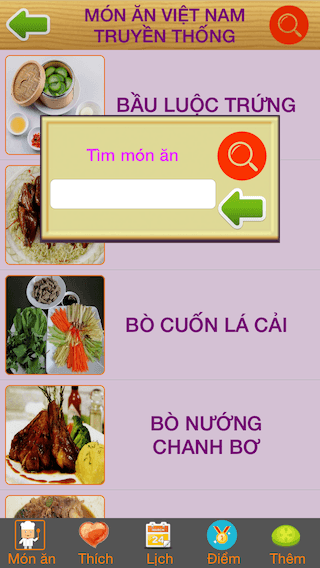 MÓN ĂN VIỆT NAM
TRUYỀN THỐNG
BẦU LUỘC TRỨNG
Tìm món ăn
BÒ CUỐN LÁ CẢI
BÒ NƯỚNG
CHANH BƠ
24
Món ăn
Thích
Lịch
Điểm
Thêm